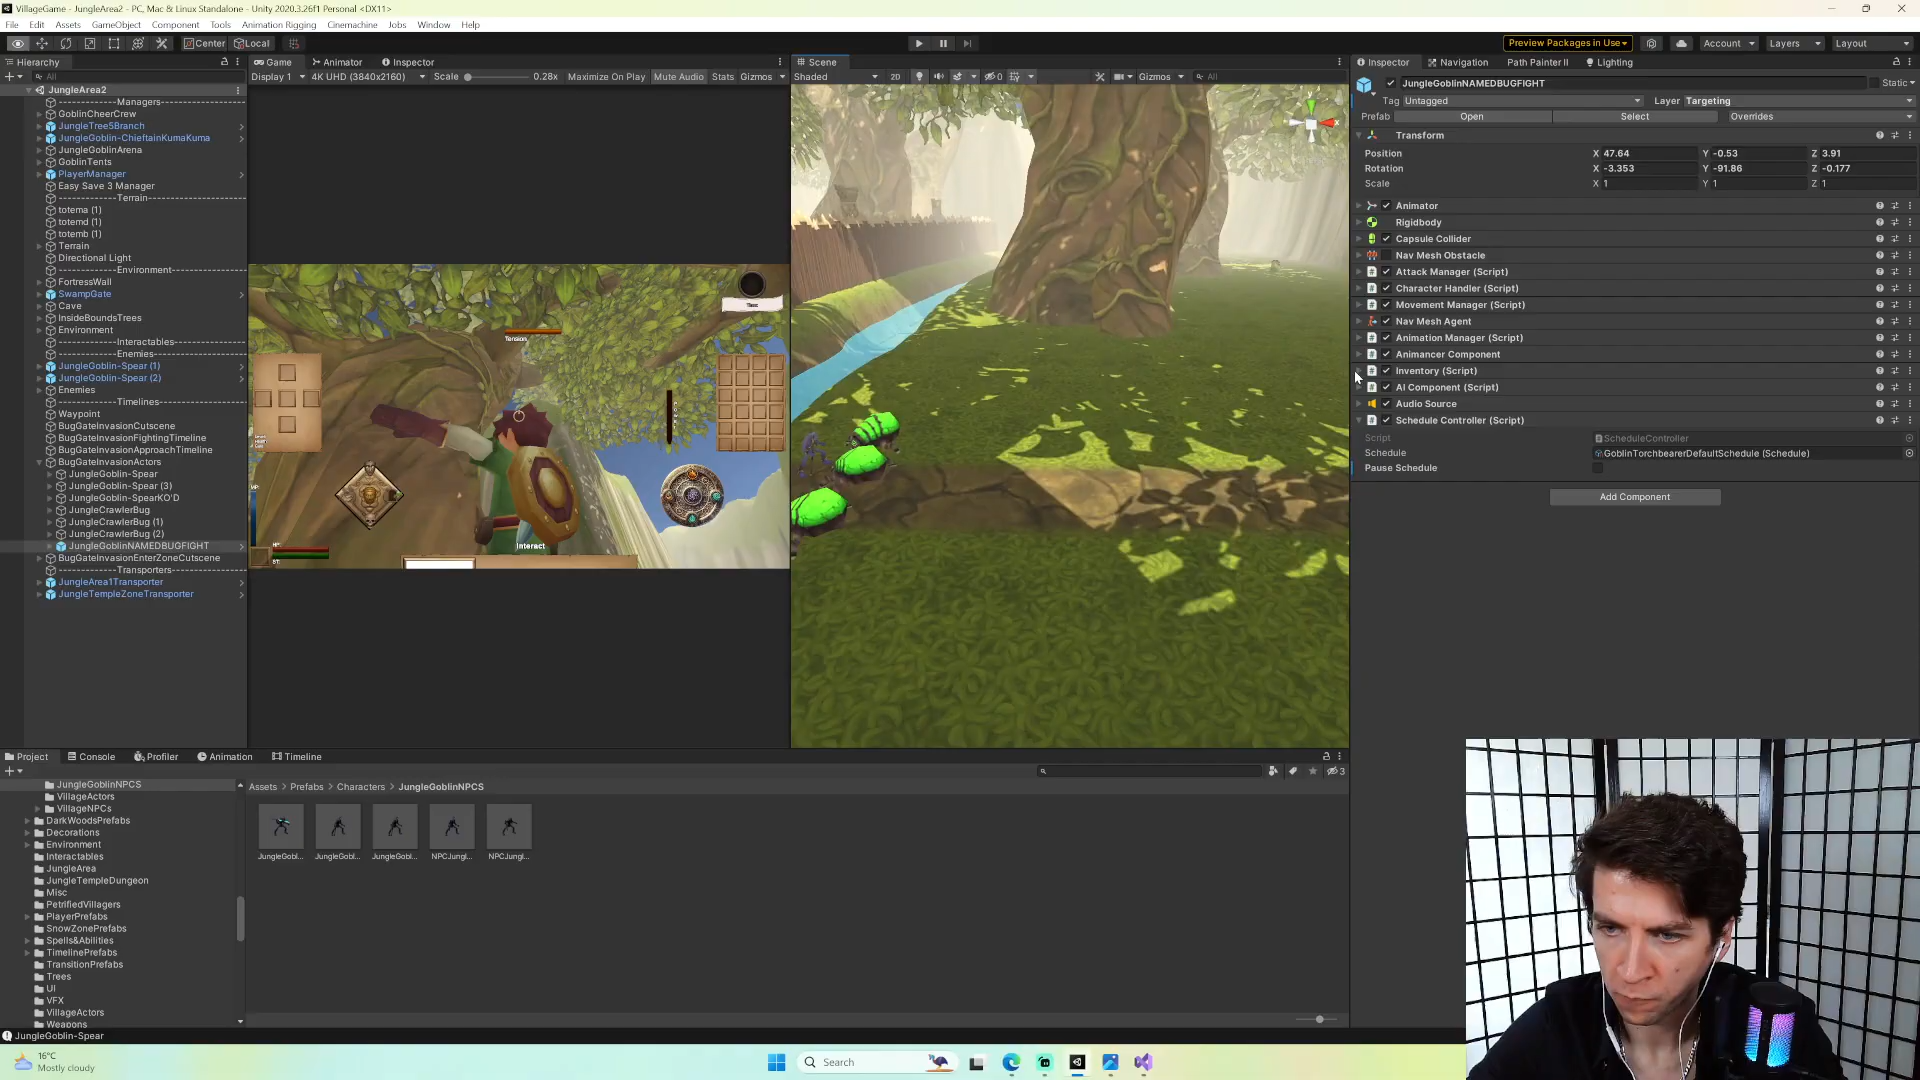 VillageGame - JungleArea2 - PC, Mac & Linux Standalone - Unity 2020.3.26f1 Personal <DX11>
File Edit Assets GameObject Component Tools Animation Rigging Cinemachine Jobs Window Help
Center Local
Preview Packages in Use Account Layers Layout
Hierarchy
All
JungleArea2
------------Managers------------
GoblinCheerCrew
JungleTree5Branch
JungleGoblin-ChieftainKumaKuma
JungleGoblinArena
GoblinTents
PlayerManager
Easy Save 3 Manager
------------Terrain------------
totema (1)
totemd (1)
totemb (1)
Terrain
Directional Light
------------Environment------------
FortressWall
SwampGate
Cave
InsideBoundsTrees
Environment
------------Interactables------------
------------Enemies------------
JungleGoblin-Spear (1)
JungleGoblin-Spear (2)
Enemies
------------Timelines------------
Waypoint
BugGateInvasionCutscene
BugGateInvasionFightingTimeline
BugGateInvasionApproachTimeline
BugGateInvasionActors
JungleGoblin-Spear
JungleGoblin-Spear (3)
JungleGoblin-SpearKO'D
JungleCrawlerBug
JungleCrawlerBug (1)
JungleCrawlerBug (2)
JungleGoblinNAMEDBUGFIGHT
BugGateInvasionEnterZoneCutscene
------------Transporters------------
JungleArea1Transporter
JungleTempleZoneTransporter
Game Animator Inspector
Display 1 4K UHD (3840x2160) Scale 0.28x Maximize On Play Mute Audio Stats Gizmos
Time:
Tension
MP:
HP:
ST:
Interact
Scene
Shaded 2D 0 Gizmos All
y
x
Inspector Navigation Path Painter II Lighting
JungleGoblinNAMEDBUGFIGHT Static
Tag Untagged Layer Targeting
Prefab Open Select Overrides
Transform
Position X 47.64 Y -0.53 Z 3.91
Rotation X -3.353 Y -91.86 Z -0.177
Scale X 1 Y 1 Z 1
Animator
Rigidbody
Capsule Collider
Nav Mesh Obstacle
Attack Manager (Script)
Character Handler (Script)
Movement Manager (Script)
Nav Mesh Agent
Animation Manager (Script)
Animancer Component
Inventory (Script)
AI Component (Script)
Audio Source
Schedule Controller (Script)
Script ScheduleController
Schedule GoblinTorchbearerDefaultSchedule (Schedule)
Pause Schedule
Add Component
Project Console Profiler Animation Timeline
3
JungleGoblinNPCS
VillageActors
VillageNPCs
DarkWoodsPrefabs
Decorations
Environment
Interactables
JungleArea
JungleTempleDungeon
Misc
PetrifiedVillagers
PlayerPrefabs
SnowZonePrefabs
Spells&Abilities
TimelinePrefabs
TransitionPrefabs
Trees
UI
VFX
VillageActors
Weapons
Assets Prefabs Characters JungleGoblinNPCS
JungleGobl... JungleGobl... JungleGobl... NPCJungl... NPCJungl...
JungleGoblin-Spear
16°C
Mostly cloudy
Search